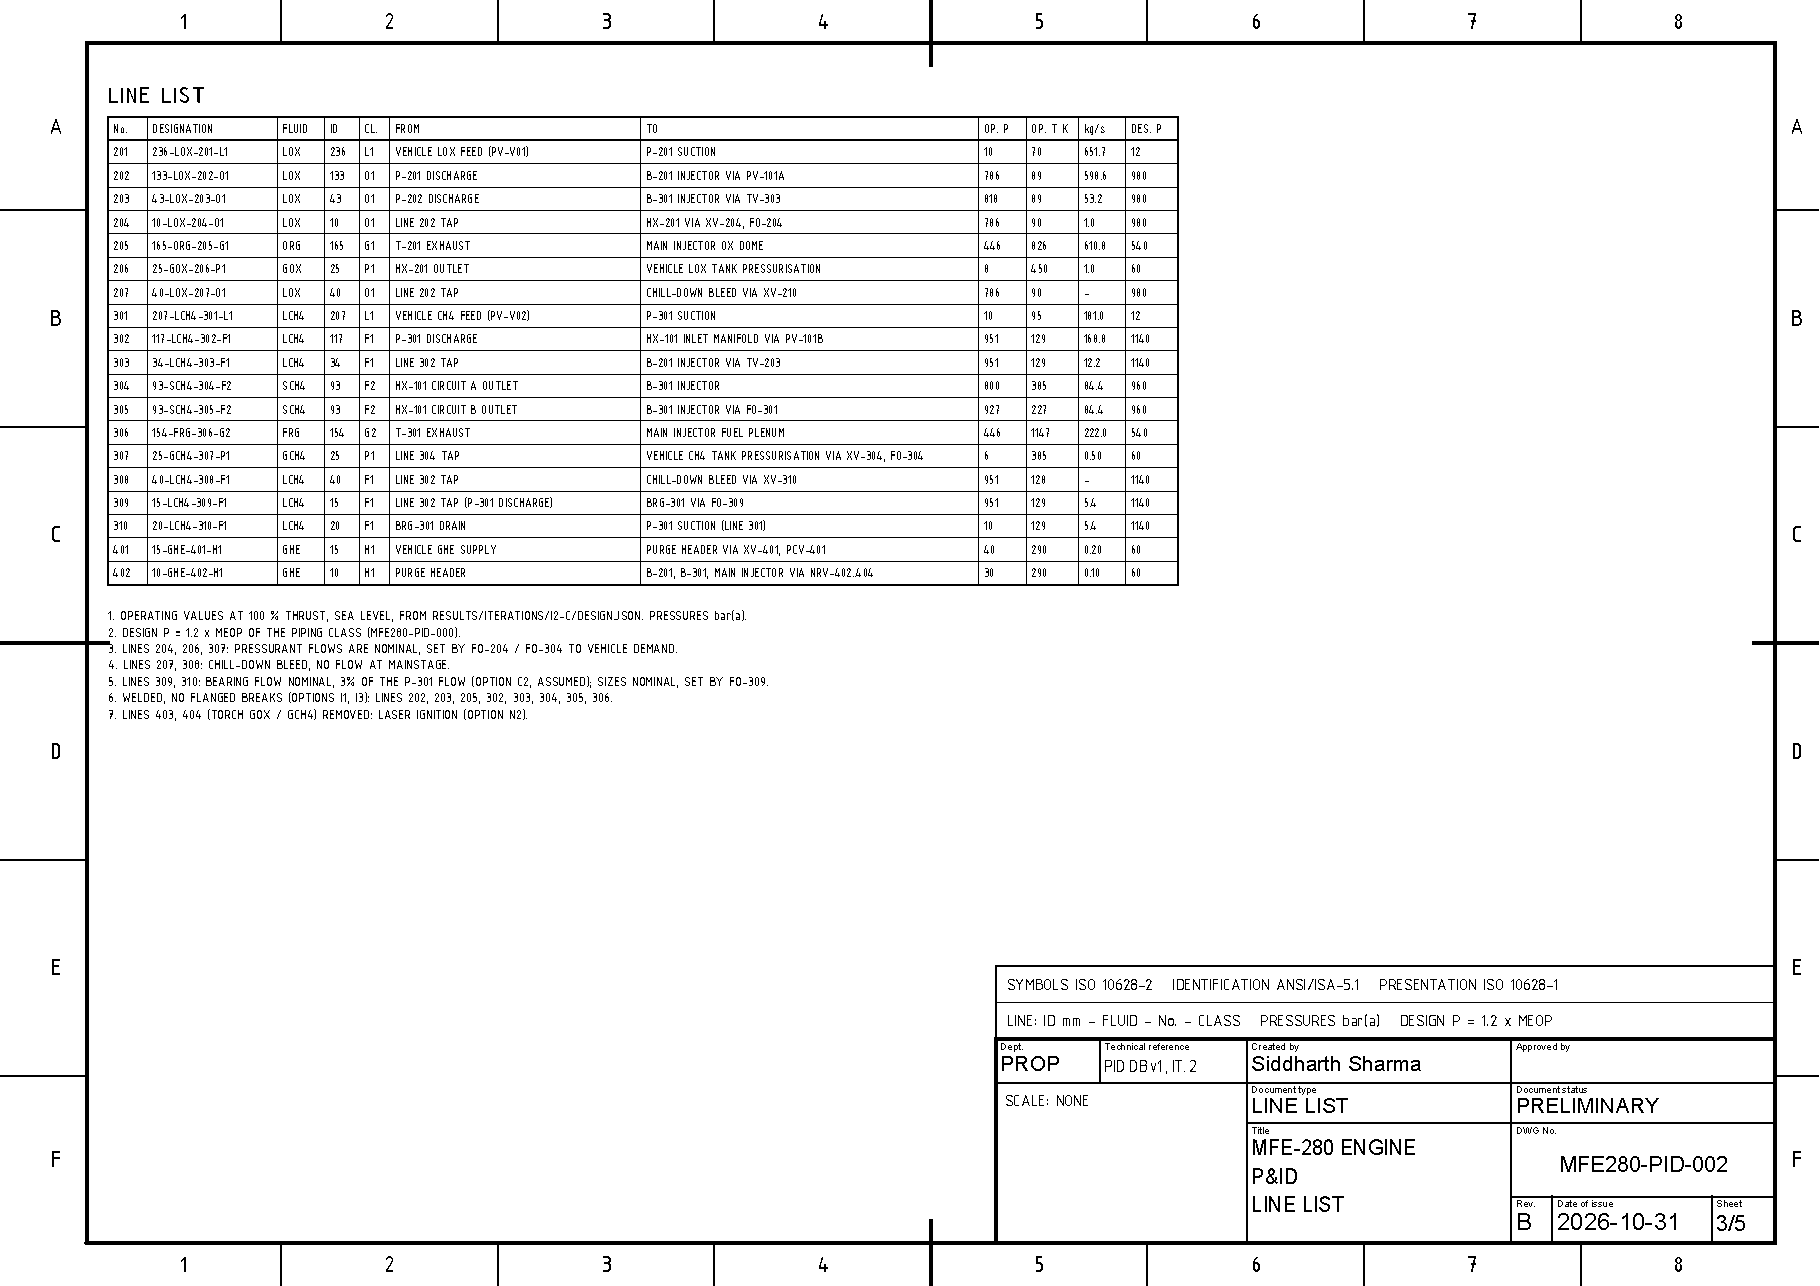 1 2 3 4 5 6 7 8
A A
B B
C C
D D
E E
F F
LINE LIST
No. DESIGNATION FLUID ID CL. FROM TO OP. P OP. T K kg/s DES. P
201 236-LOX-201-L1 LOX 236 L1 VEHICLE LOX FEED (PV-V01) P-201 SUCTION 10 70 651.7 12
202 133-LOX-202-O1 LOX 133 O1 P-201 DISCHARGE B-201 INJECTOR VIA PV-101A 786 89 598.6 980
203 43-LOX-203-O1 LOX 43 O1 P-202 DISCHARGE B-301 INJECTOR VIA TV-303 818 89 53.2 980
204 10-LOX-204-O1 LOX 10 O1 LINE 202 TAP HX-201 VIA XV-204, FO-204 786 90 1.0 980
205 165-ORG-205-G1 ORG 165 G1 T-201 EXHAUST MAIN INJECTOR OX DOME 446 826 610.8 540
206 25-GOX-206-P1 GOX 25 P1 HX-201 OUTLET VEHICLE LOX TANK PRESSURISATION 8 450 1.0 60
207 40-LOX-207-O1 LOX 40 O1 LINE 202 TAP CHILL-DOWN BLEED VIA XV-210 786 90 - 980
301 207-LCH4-301-L1 LCH4 207 L1 VEHICLE CH4 FEED (PV-V02) P-301 SUCTION 10 95 181.0 12
302 117-LCH4-302-F1 LCH4 117 F1 P-301 DISCHARGE HX-101 INLET MANIFOLD VIA PV-101B 951 129 168.8 1140
303 34-LCH4-303-F1 LCH4 34 F1 LINE 302 TAP B-201 INJECTOR VIA TV-203 951 129 12.2 1140
304 93-SCH4-304-F2 SCH4 93 F2 HX-101 CIRCUIT A OUTLET B-301 INJECTOR 800 385 84.4 960
305 93-SCH4-305-F2 SCH4 93 F2 HX-101 CIRCUIT B OUTLET B-301 INJECTOR VIA FO-301 927 227 84.4 960
306 154-FRG-306-G2 FRG 154 G2 T-301 EXHAUST MAIN INJECTOR FUEL PLENUM 446 1147 222.0 540
307 25-GCH4-307-P1 GCH4 25 P1 LINE 304 TAP VEHICLE CH4 TANK PRESSURISATION VIA XV-304, FO-304 6 385 0.50 60
308 40-LCH4-308-F1 LCH4 40 F1 LINE 302 TAP CHILL-DOWN BLEED VIA XV-310 951 128 - 1140
309 15-LCH4-309-F1 LCH4 15 F1 LINE 302 TAP (P-301 DISCHARGE) BRG-301 VIA FO-309 951 129 5.4 1140
310 20-LCH4-310-F1 LCH4 20 F1 BRG-301 DRAIN P-301 SUCTION (LINE 301) 10 129 5.4 1140
401 15-GHE-401-H1 GHE 15 H1 VEHICLE GHE SUPPLY PURGE HEADER VIA XV-401, PCV-401 40 290 0.20 60
402 10-GHE-402-H1 GHE 10 H1 PURGE HEADER B-201, B-301, MAIN INJECTOR VIA NRV-402..404 30 290 0.10 60
1. OPERATING VALUES AT 100 % THRUST, SEA LEVEL, FROM RESULTS/ITERATIONS/I2-C/DESIGN.JSON. PRESSURES bar(a).
2. DESIGN P = 1.2 x MEOP OF THE PIPING CLASS (MFE280-PID-000).
3. LINES 204, 206, 307: PRESSURANT FLOWS ARE NOMINAL, SET BY FO-204 / FO-304 TO VEHICLE DEMAND.
4. LINES 207, 308: CHILL-DOWN BLEED, NO FLOW AT MAINSTAGE.
5. LINES 309, 310: BEARING FLOW NOMINAL, 3% OF THE P-301 FLOW (OPTION C2, ASSUMED); SIZES NOMINAL, SET BY FO-309.
6. WELDED, NO FLANGED BREAKS (OPTIONS I1, I3): LINES 202, 203, 205, 302, 303, 304, 305, 306.
7. LINES 403, 404 (TORCH GOX / GCH4) REMOVED: LASER IGNITION (OPTION N2).
SYMBOLS ISO 10628-2 IDENTIFICATION ANSI/ISA-5.1 PRESENTATION ISO 10628-1
LINE: ID mm - FLUID - No. - CLASS PRESSURES bar(a) DESIGN P = 1.2 x MEOP
Dept. Technical reference Created by Approved by
PROP PID DB v1, IT. 2 Siddharth Sharma
SCALE: NONE
Document type Document status
LINE LIST PRELIMINARY
Title DWG No.
MFE-280 ENGINE
P&ID
LINE LIST
MFE280-PID-002
Rev. Date of issue Sheet
B 2026-10-31 3/5
1 2 3 4 5 6 7 8